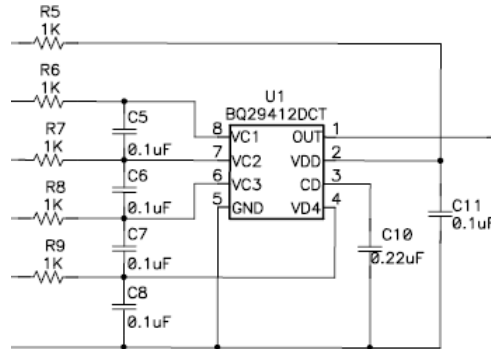 R5
1K
R6
1K
R7
1K
R8
1K
R9
1K
C5
0.1uF
C6
0.1uF
C7
0.1uF
C8
0.1uF
U1
BQ29412DCT
8 VC1 OUT 1
7 VC2 VDD 2
6 VC3 CD 3
5 GND VD4 4
C10
0.22uF
C11
0.1uF